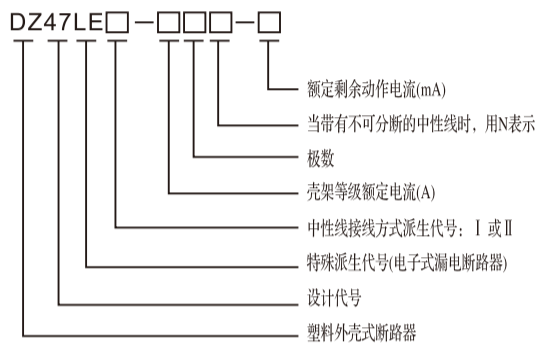 DZ47LE□－□□□－□
额定剩余动作电流(mA)
当带有不可分断的中性线时，用N表示
极数
壳架等级额定电流(A)
中性线接线方式派生代号：Ⅰ 或Ⅱ
特殊派生代号(电子式漏电断路器)
设计代号
塑料外壳式断路器